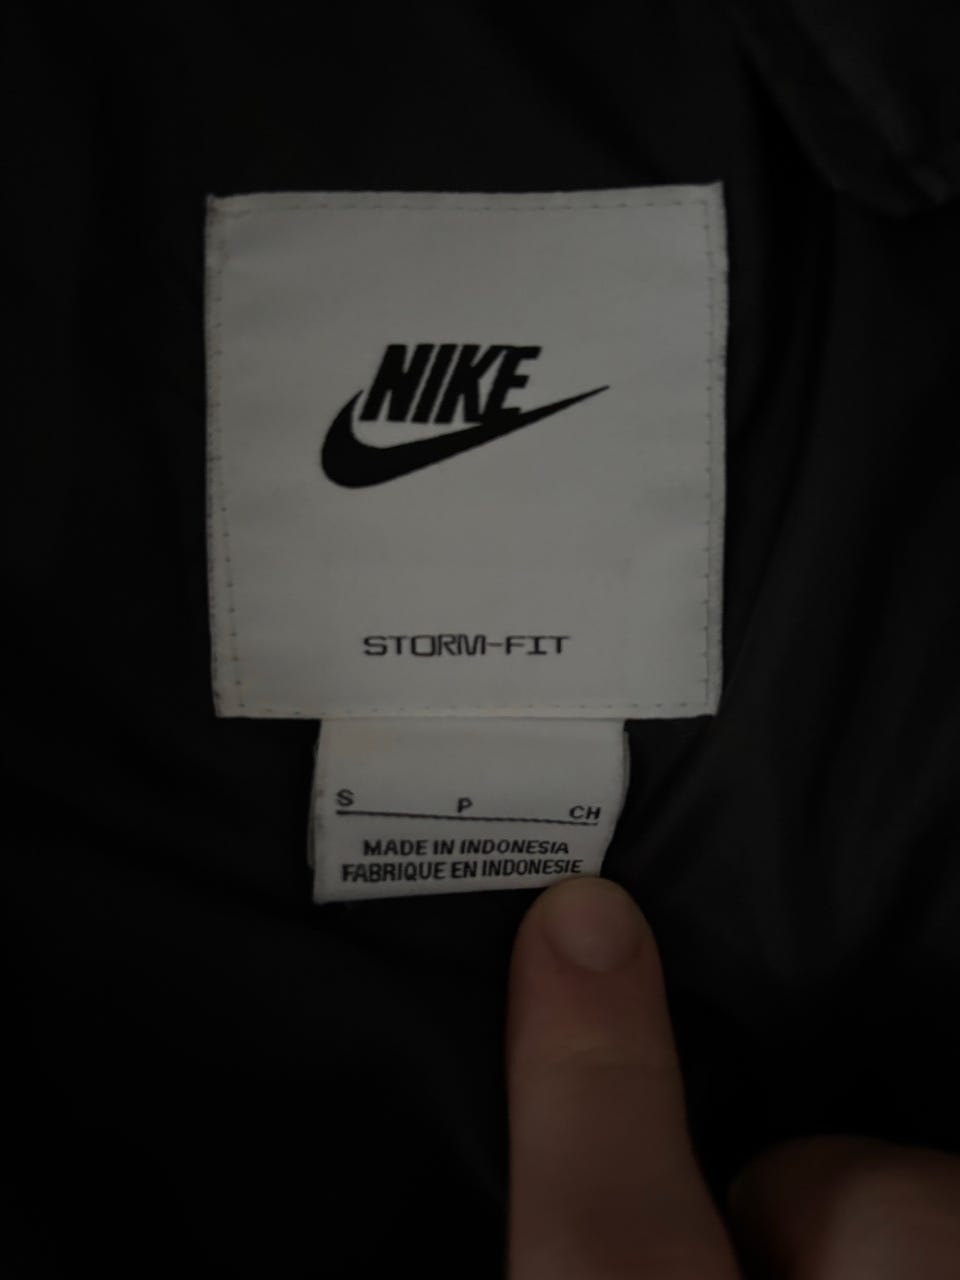 NIKE
STORM-FIT
S P CH
MADE IN INDONESIA
FABRIQUE EN INDONESIE